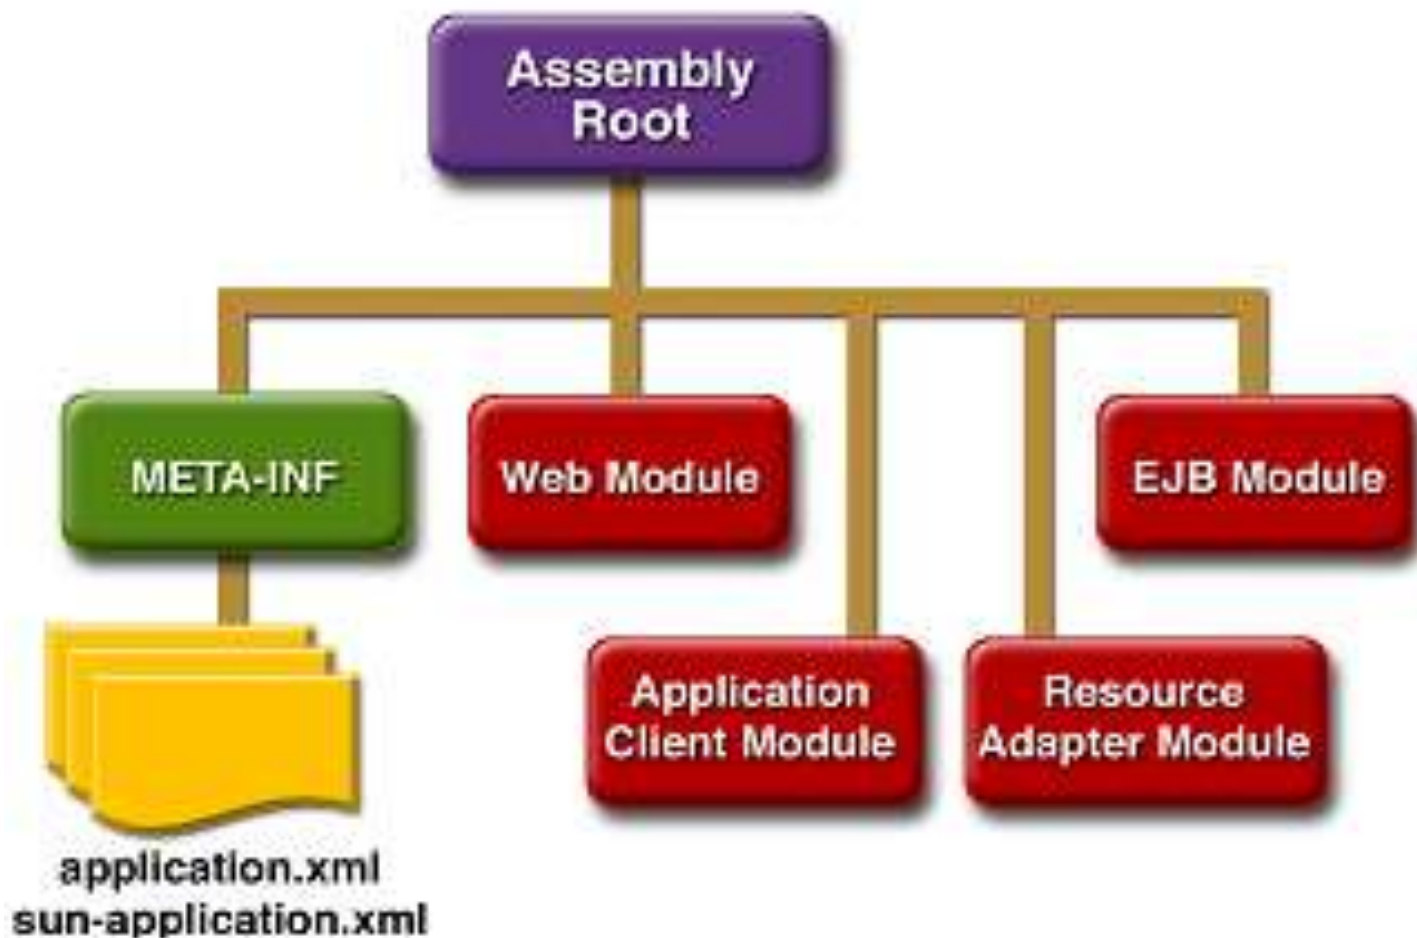 Assembly
Root
META-INF
Web Module
EJB Module
Application
Client Module
Resource
Adapter Module
application.xml
sun-application.xml